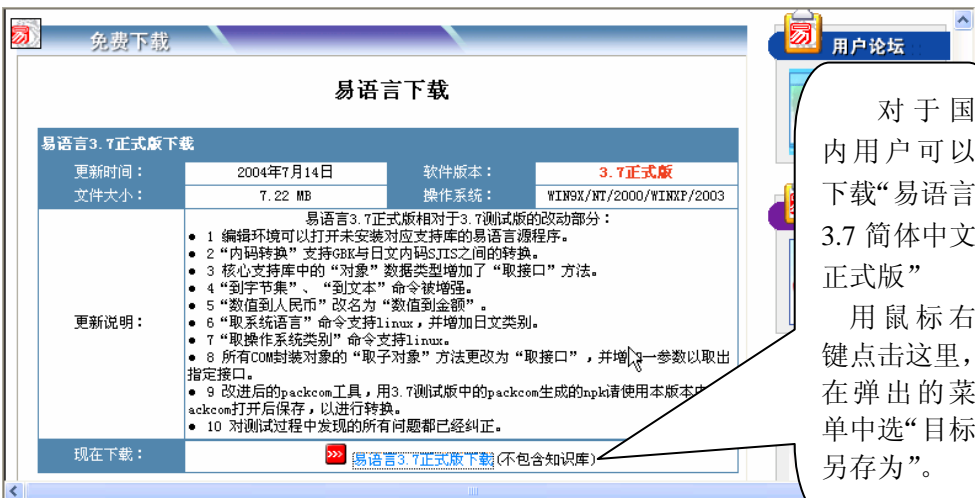 易
免费下载
易
用户论坛
易语言下载
易语言3.7正式版下载
更新时间：
2004年7月14日
软件版本：
3.7正式版
文件大小：
7.22 MB
操作系统：
WIN9X/NT/2000/WINXP/2003
更新说明：
易语言3.7正式版相对于3.7测试版的改动部分：
● 1 编辑环境可以打开未安装对应支持库的易语言源程序。
● 2“内码转换”支持GBK与日文内码SJIS之间的转换。
● 3 核心支持库中的“对象”数据类型增加了“取接口”方法。
● 4“到字节集”、“到文本”命令被增强。
● 5“数值到人民币”改名为“数值到金额”。
● 6“取系统语言”命令支持linux，并增加日文类别。
● 7“取操作系统类别”命令支持linux。
● 8 所有COM封装对象的“取子对象”方法更改为“取接口”，并增 一参数以取出
指定接口。
● 9 改进后的packcom工具，用3.7测试版中的packcom生成的npk请使用本版本
ackcom打开后保存，以进行转换。
● 10 对测试过程中发现的所有问题都已经纠正。
现在下载：
易语言3.7正式版下载(不包含知识库)
对于国
内用户可以
下载“易语言
3.7 简体中文
正式版”
用鼠标右
键点击这里，
在弹出的菜
单中选“目标
另存为”。